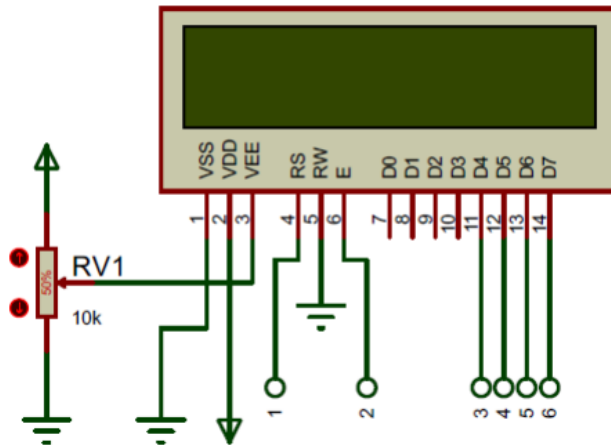 VSS VDD VEE RS RW E D0 D1 D2 D3 D4 D5 D6 D7
1 2 3 4 5 6 7 8 9 10 11 12 13 14
RV1
50%
10k
1 2 3 4 5 6